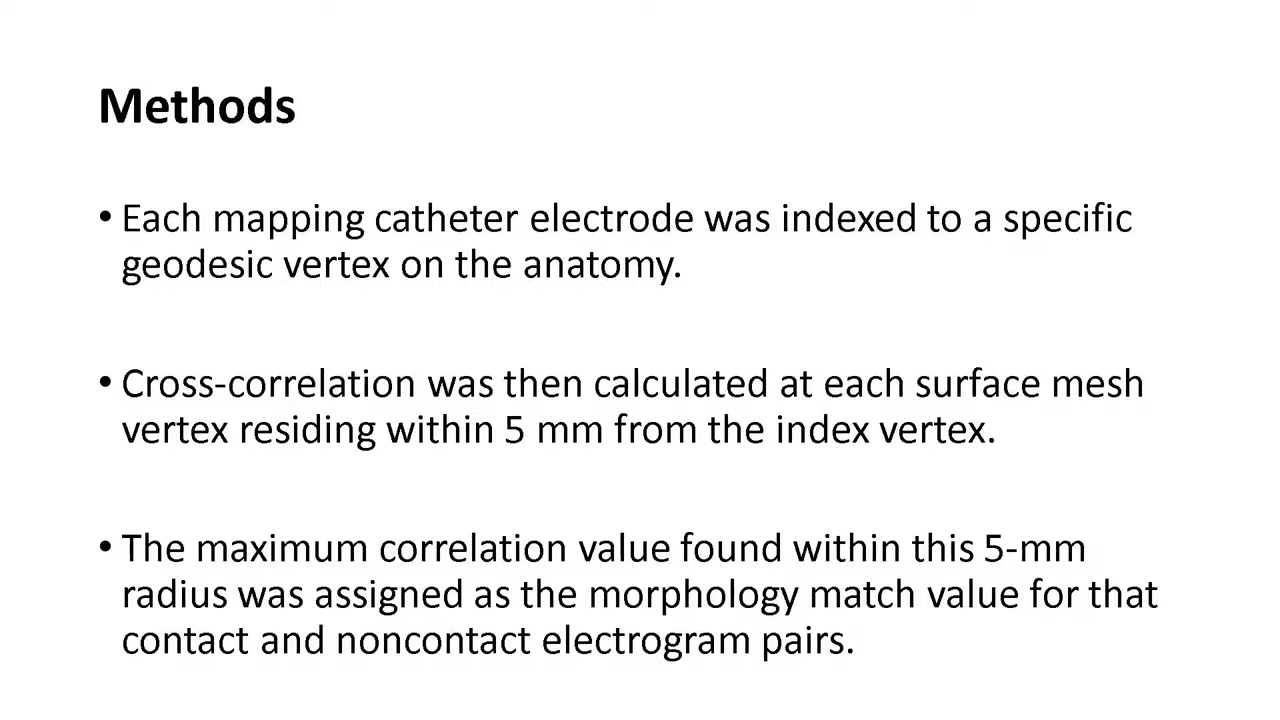 Methods
• Each mapping catheter electrode was indexed to a specific
geodesic vertex on the anatomy.
• Cross-correlation was then calculated at each surface mesh
vertex residing within 5 mm from the index vertex.
• The maximum correlation value found within this 5-mm
radius was assigned as the morphology match value for that
contact and noncontact electrogram pairs.